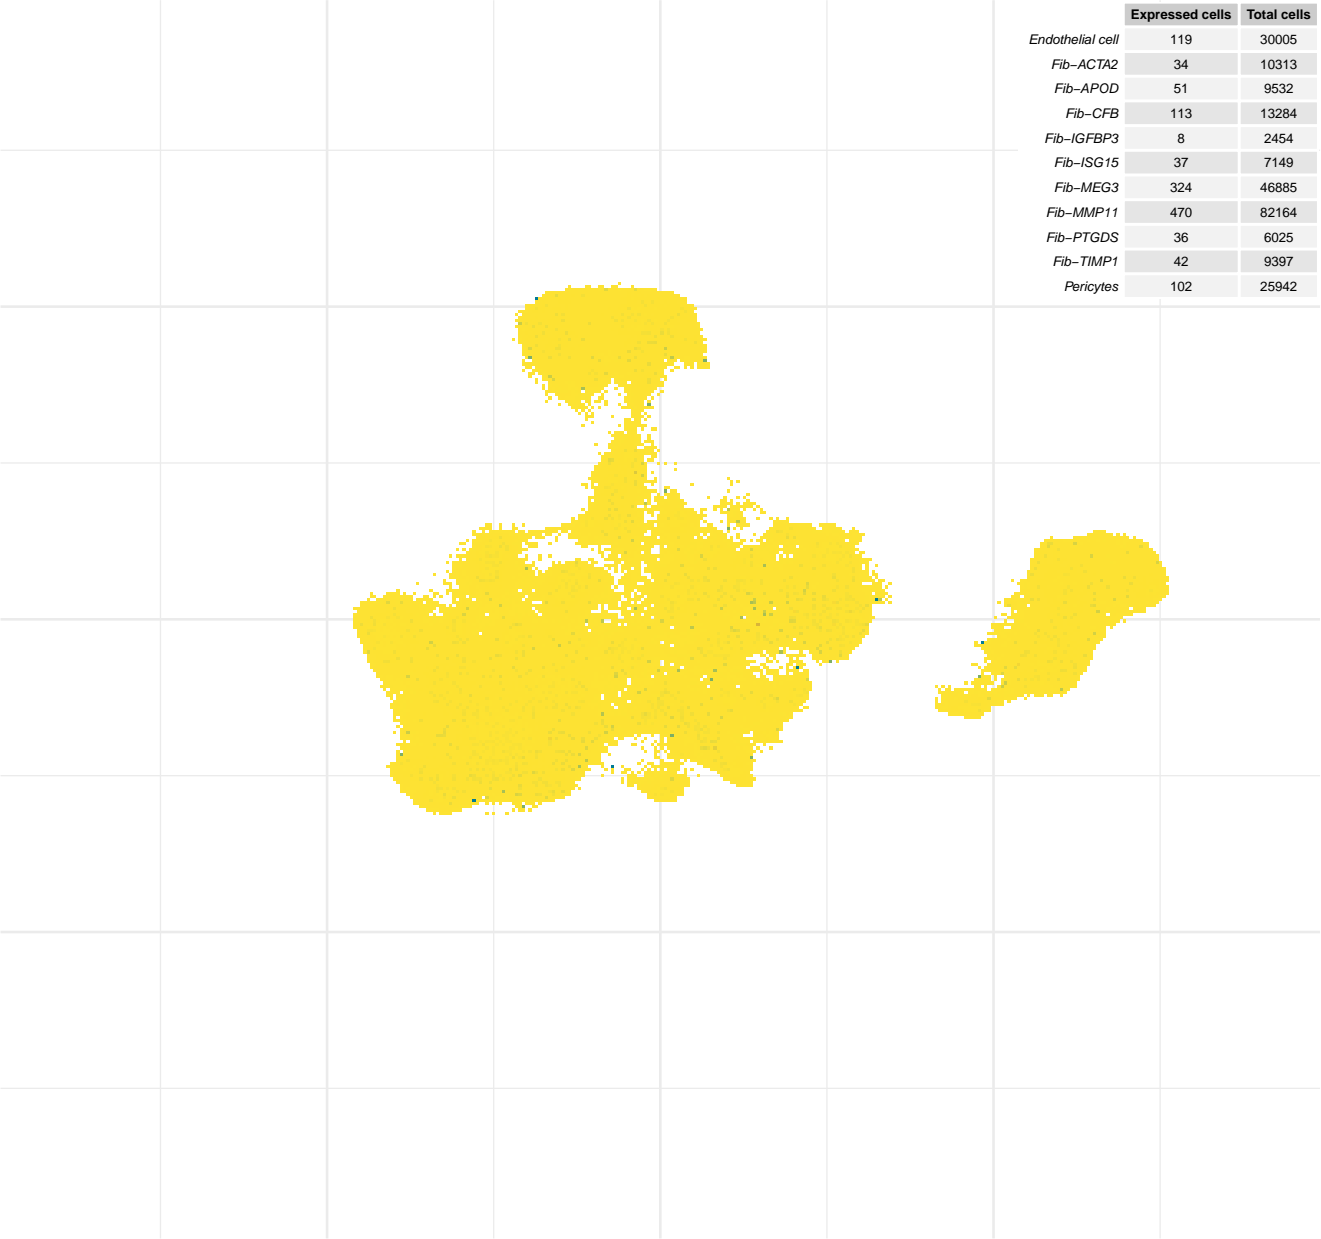 Expressed cells Total cells
Endothelial cell 119 30005
Fib−ACTA2 34 10313
Fib−APOD 51 9532
Fib−CFB 113 13284
Fib−IGFBP3 8 2454
Fib−ISG15 37 7149
Fib−MEG3 324 46885
Fib−MMP11 470 82164
Fib−PTGDS 36 6025
Fib−TIMP1 42 9397
Pericytes 102 25942